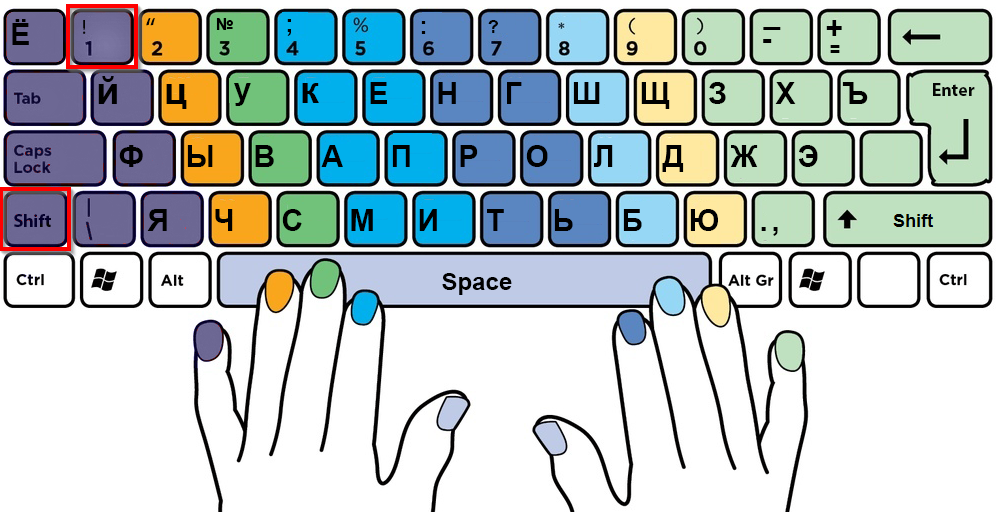 Ё ! 1 “ 2 № 3 ; 4 % 5 : 6 ? 7 * 8 ( 9 ) 0 — - + =
Tab Й Ц У К Е Н Г Ш Щ З Х Ъ Enter
Caps Lock Ф Ы В А П Р О Л Д Ж Э
Shift | \ Я Ч С М И Т Ь Б Ю . , Shift
Ctrl Alt Space Alt Gr Ctrl